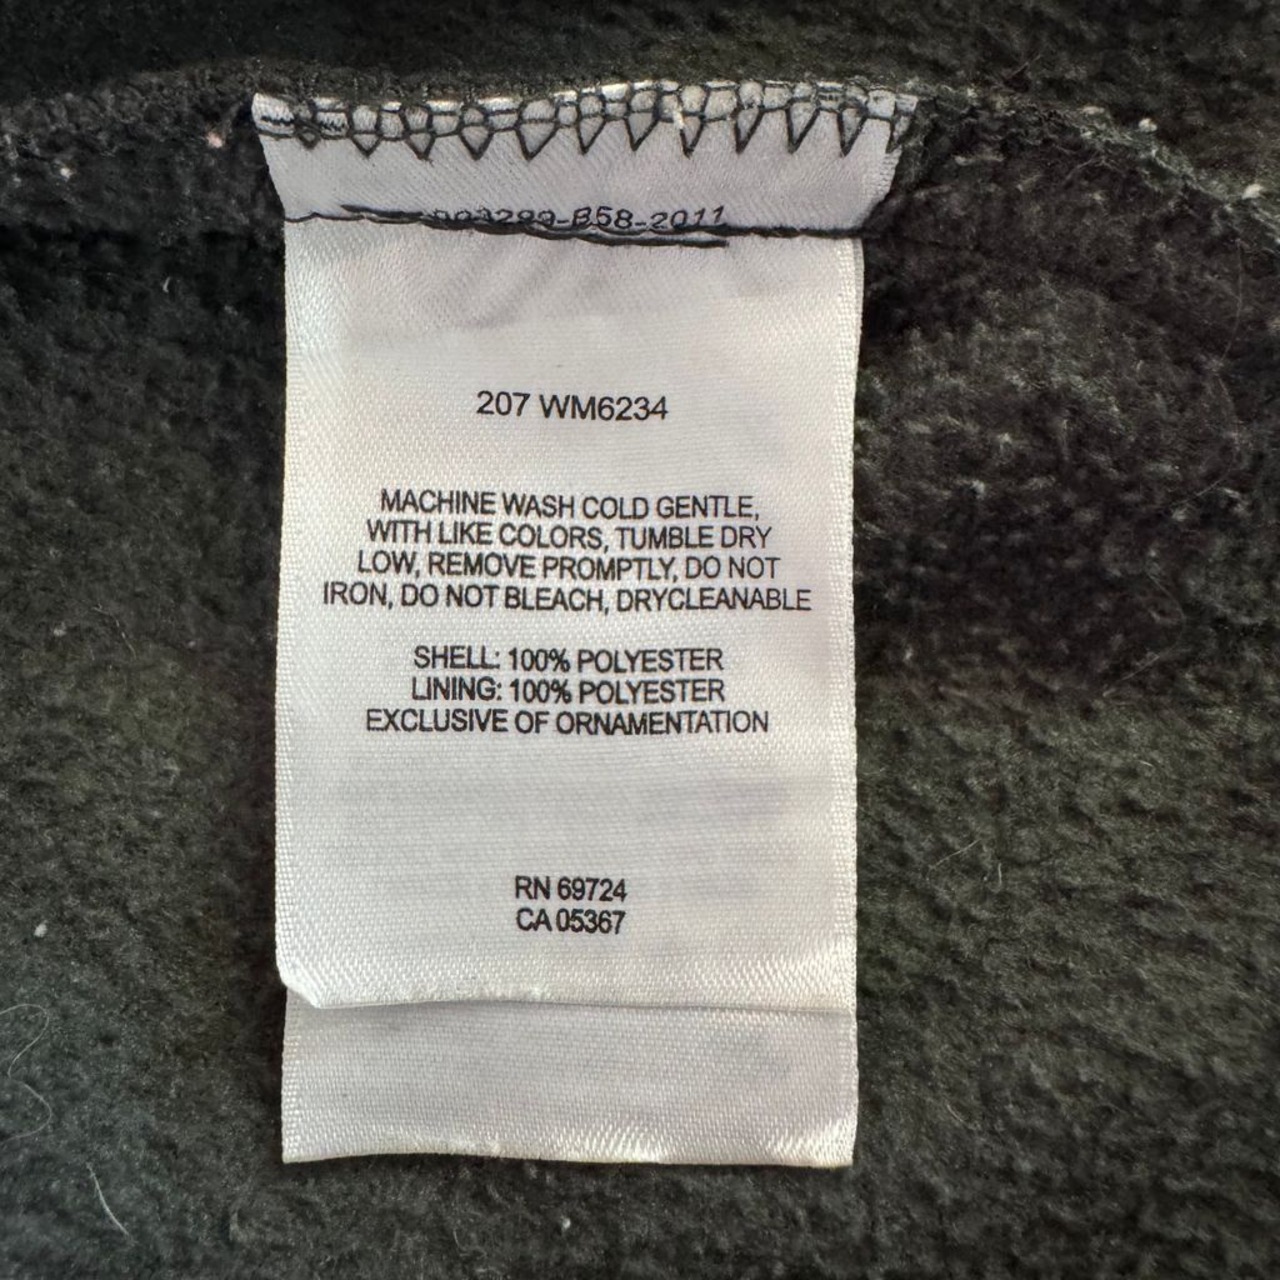 207 WM6234
MACHINE WASH COLD GENTLE,
WITH LIKE COLORS, TUMBLE DRY
LOW, REMOVE PROMPTLY, DO NOT
IRON, DO NOT BLEACH, DRYCLEANABLE
SHELL: 100% POLYESTER
LINING: 100% POLYESTER
EXCLUSIVE OF ORNAMENTATION
RN 69724
CA 05367